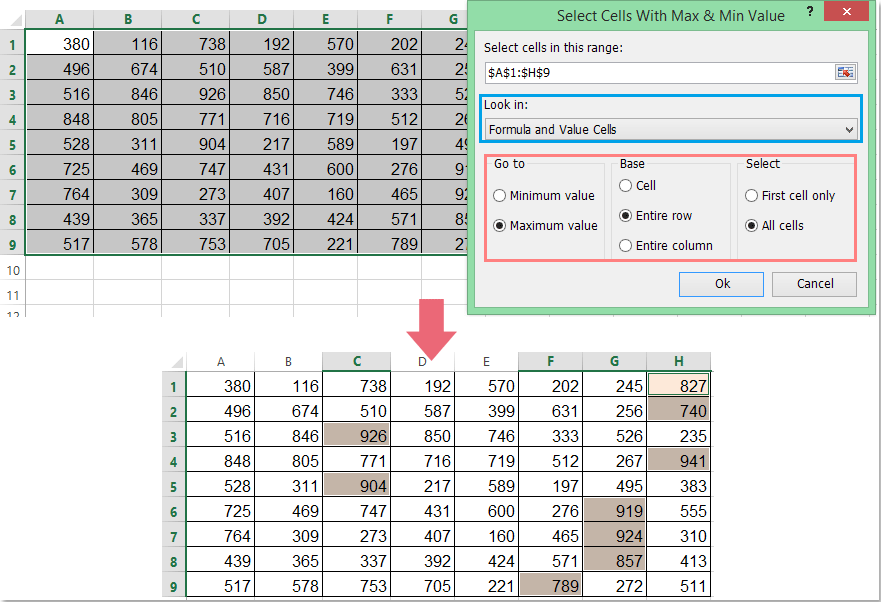 Select Cells With Max & Min Value ? ×
A B C D E F G
1 380 116 738 192 570 202
2 496 674 510 587 399 631
3 516 846 926 850 746 333
4 848 805 771 716 719 512
5 528 311 904 217 589 197
6 725 469 747 431 600 276
7 764 309 273 407 160 465
8 439 365 337 392 424 571
9 517 578 753 705 221 789
10
11
12
Select cells in this range:
$A$1:$H$9
Look in:
Formula and Value Cells
Go to Base Select
Minimum value
Maximum value
Cell
Entire row
Entire column
First cell only
All cells
Ok Cancel
A B C D E F G H
1 380 116 738 192 570 202 245 827
2 496 674 510 587 399 631 256 740
3 516 846 926 850 746 333 526 235
4 848 805 771 716 719 512 267 941
5 528 311 904 217 589 197 495 383
6 725 469 747 431 600 276 919 555
7 764 309 273 407 160 465 924 310
8 439 365 337 392 424 571 857 413
9 517 578 753 705 221 789 272 511